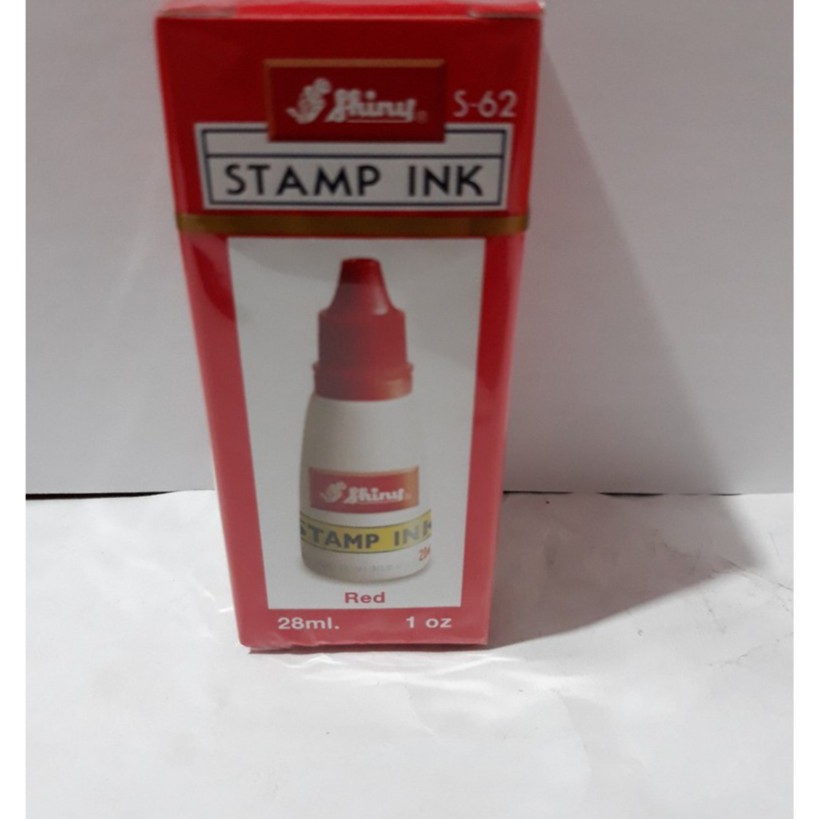 Shiny® S-62
STAMP INK
Shiny
STAMP INK
Red
28ml. 1 oz